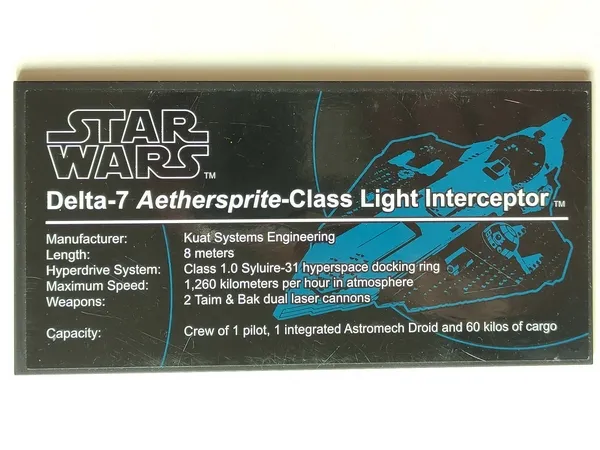 STAR
WARS™
Delta-7 Aethersprite-Class Light Interceptor™
Manufacturer: Kuat Systems Engineering
Length: 8 meters
Hyperdrive System: Class 1.0 Syluire-31 hyperspace docking ring
Maximum Speed: 1,260 kilometers per hour in atmosphere
Weapons: 2 Taim & Bak dual laser cannons
Capacity: Crew of 1 pilot, 1 integrated Astromech Droid and 60 kilos of cargo